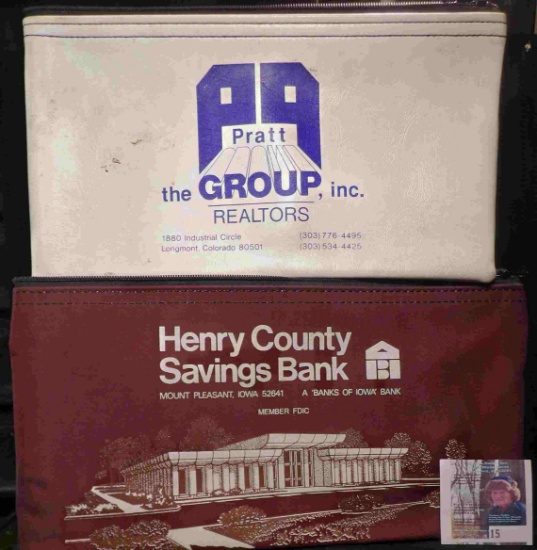 Pratt
the GROUP, inc.
REALTORS
1880 Industrial Circle (303) 776-4495
Longmont, Colorado 80501 (303) 534-4425
Henry County
Savings Bank
MOUNT PLEASANT, IOWA 52641 A 'BANKS OF IOWA' BANK
MEMBER FDIC
15